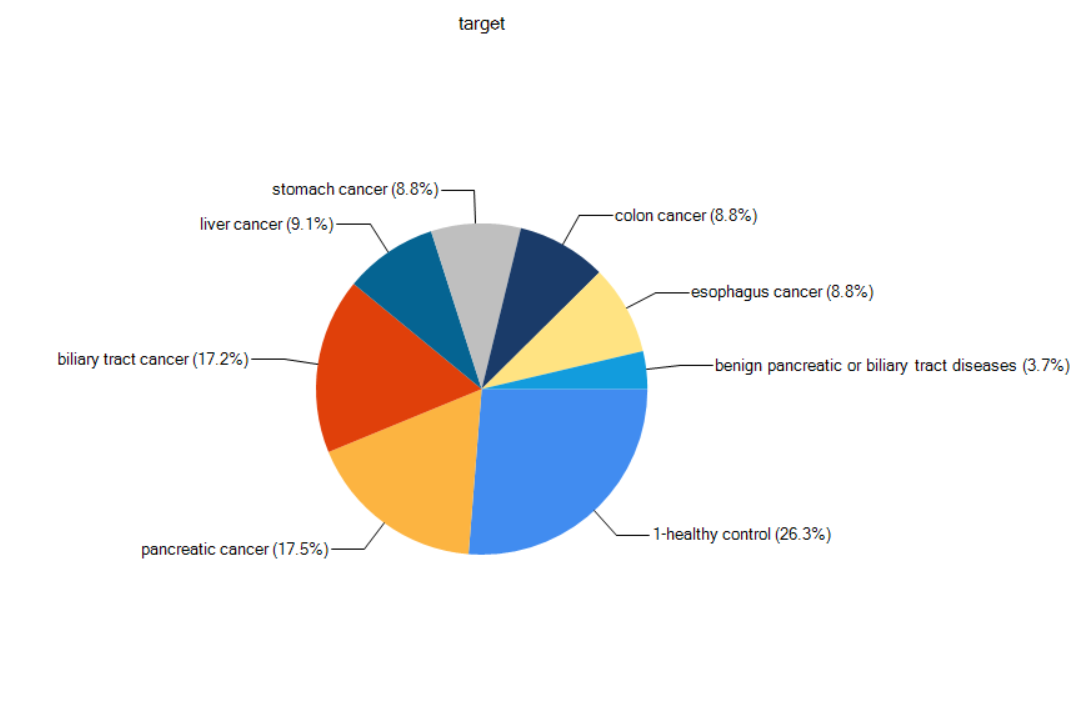 target
stomach cancer (8.8%)
colon cancer (8.8%)
liver cancer (9.1%)
esophagus cancer (8.8%)
biliary tract cancer (17.2%)
benign pancreatic or biliary tract diseases (3.7%)
1-healthy control (26.3%)
pancreatic cancer (17.5%)